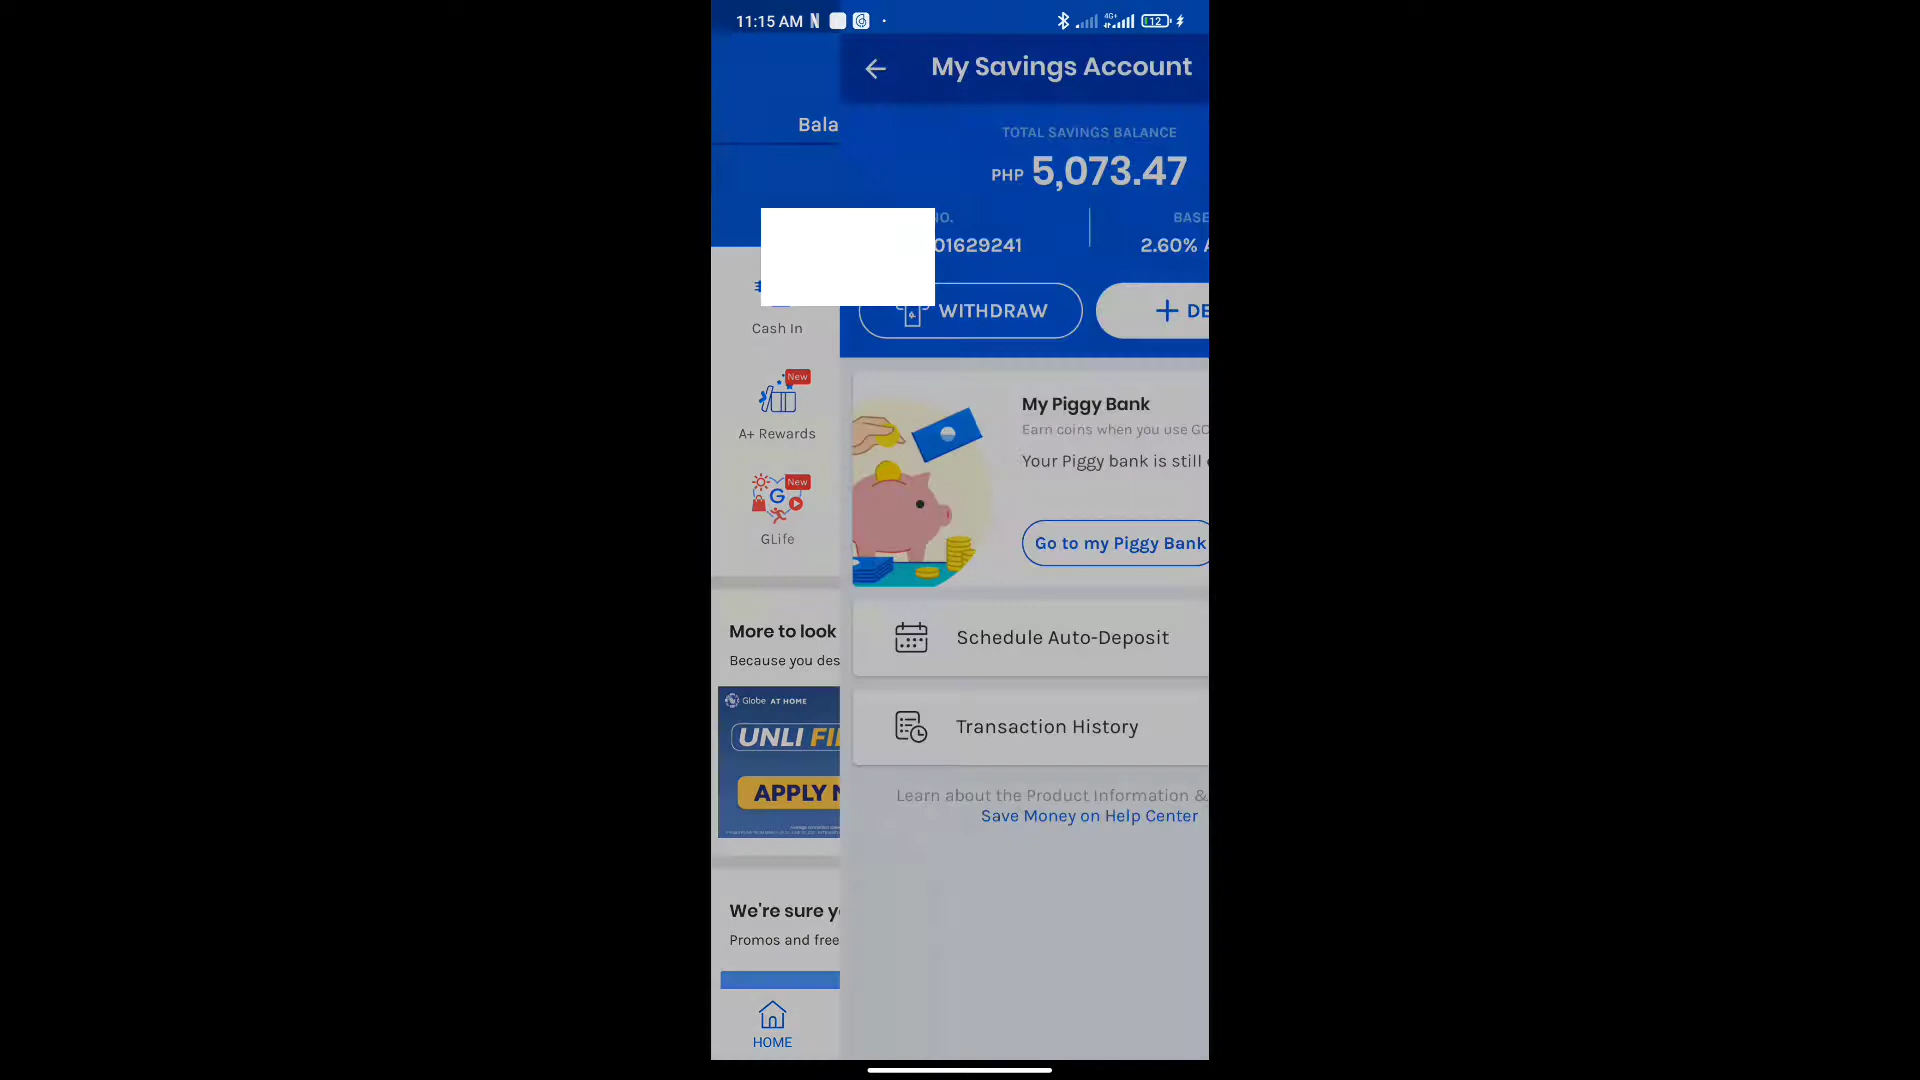 11:15 AM
12
My Savings Account
Bala
TOTAL SAVINGS BALANCE
PHP 5,073.47
NO.
BASE
01629241
2.60%
WITHDRAW
DE
Cash In
New
A+ Rewards
New
GLife
My Piggy Bank
Earn coins when you use GC
Your Piggy bank is still
Go to my Piggy Bank
Schedule Auto-Deposit
Transaction History
Learn about the Product Information &
Save Money on Help Center
More to look
Because you des
Globe AT HOME
UNLI FI
APPLY N
We're sure y
Promos and free
HOME